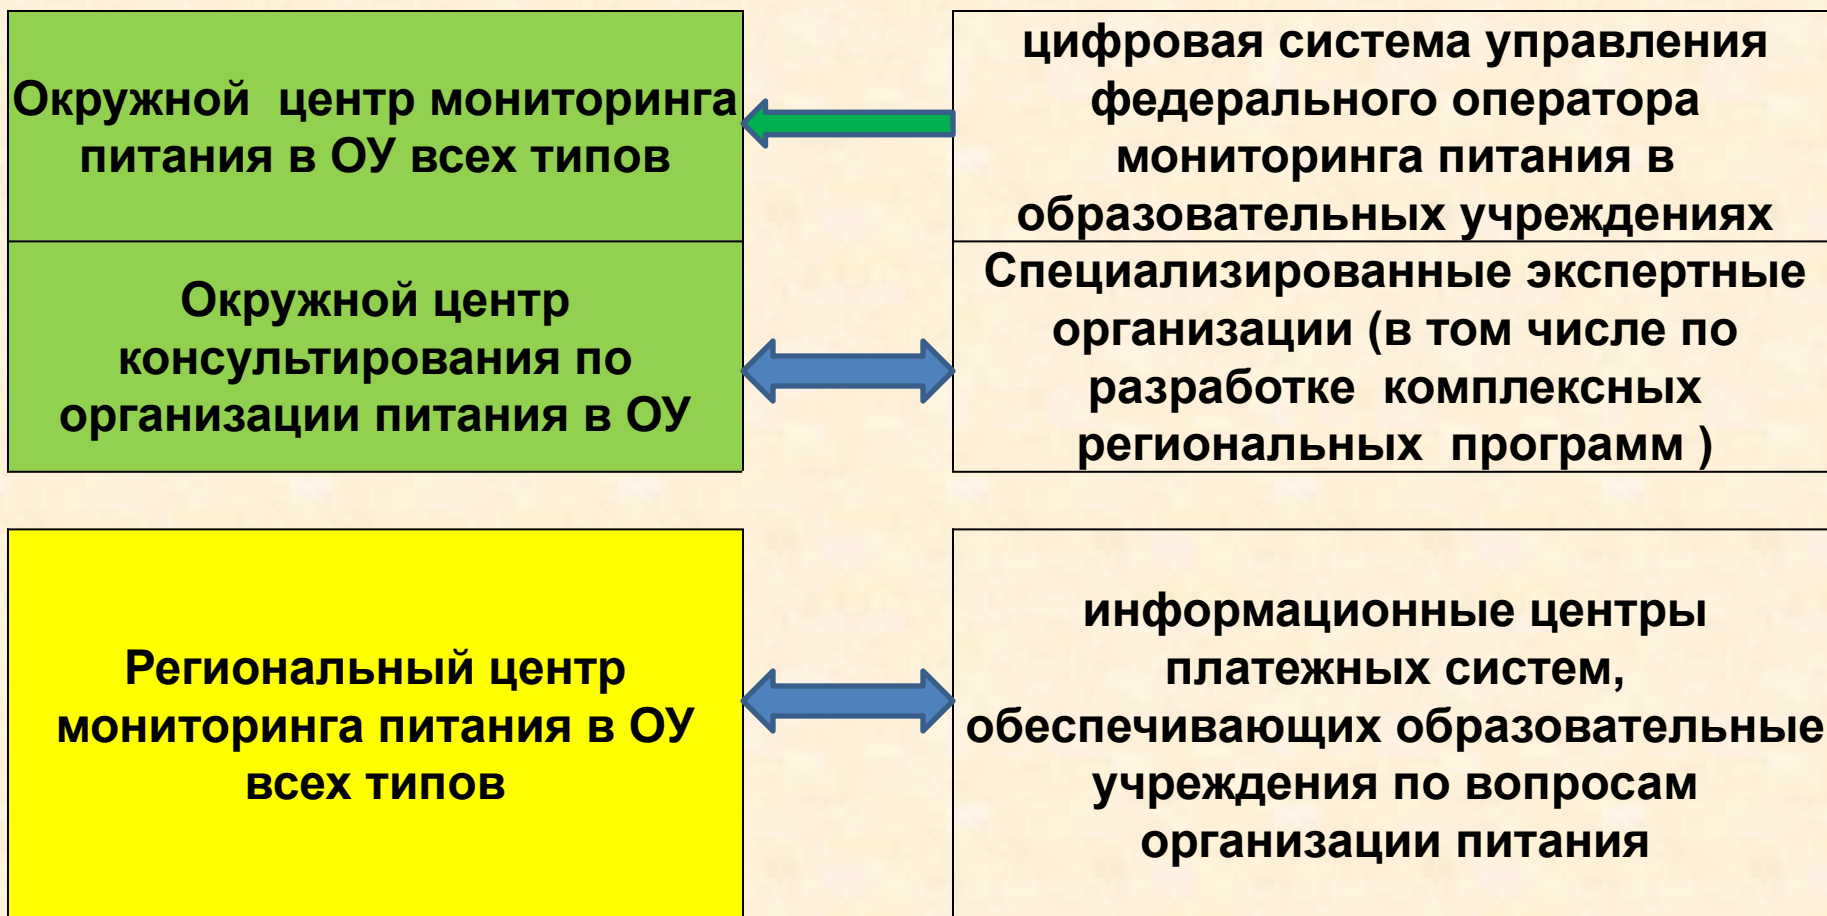 Окружной центр мониторинга
питания в ОУ всех типов
цифровая система управления
федерального оператора
мониторинга питания в
образовательных учреждениях
Окружной центр
консультирования по
организации питания в ОУ
Специализированные экспертные
организации (в том числе по
разработке комплексных
региональных программ )
Региональный центр
мониторинга питания в ОУ
всех типов
информационные центры
платежных систем,
обеспечивающих образовательные
учреждения по вопросам
организации питания